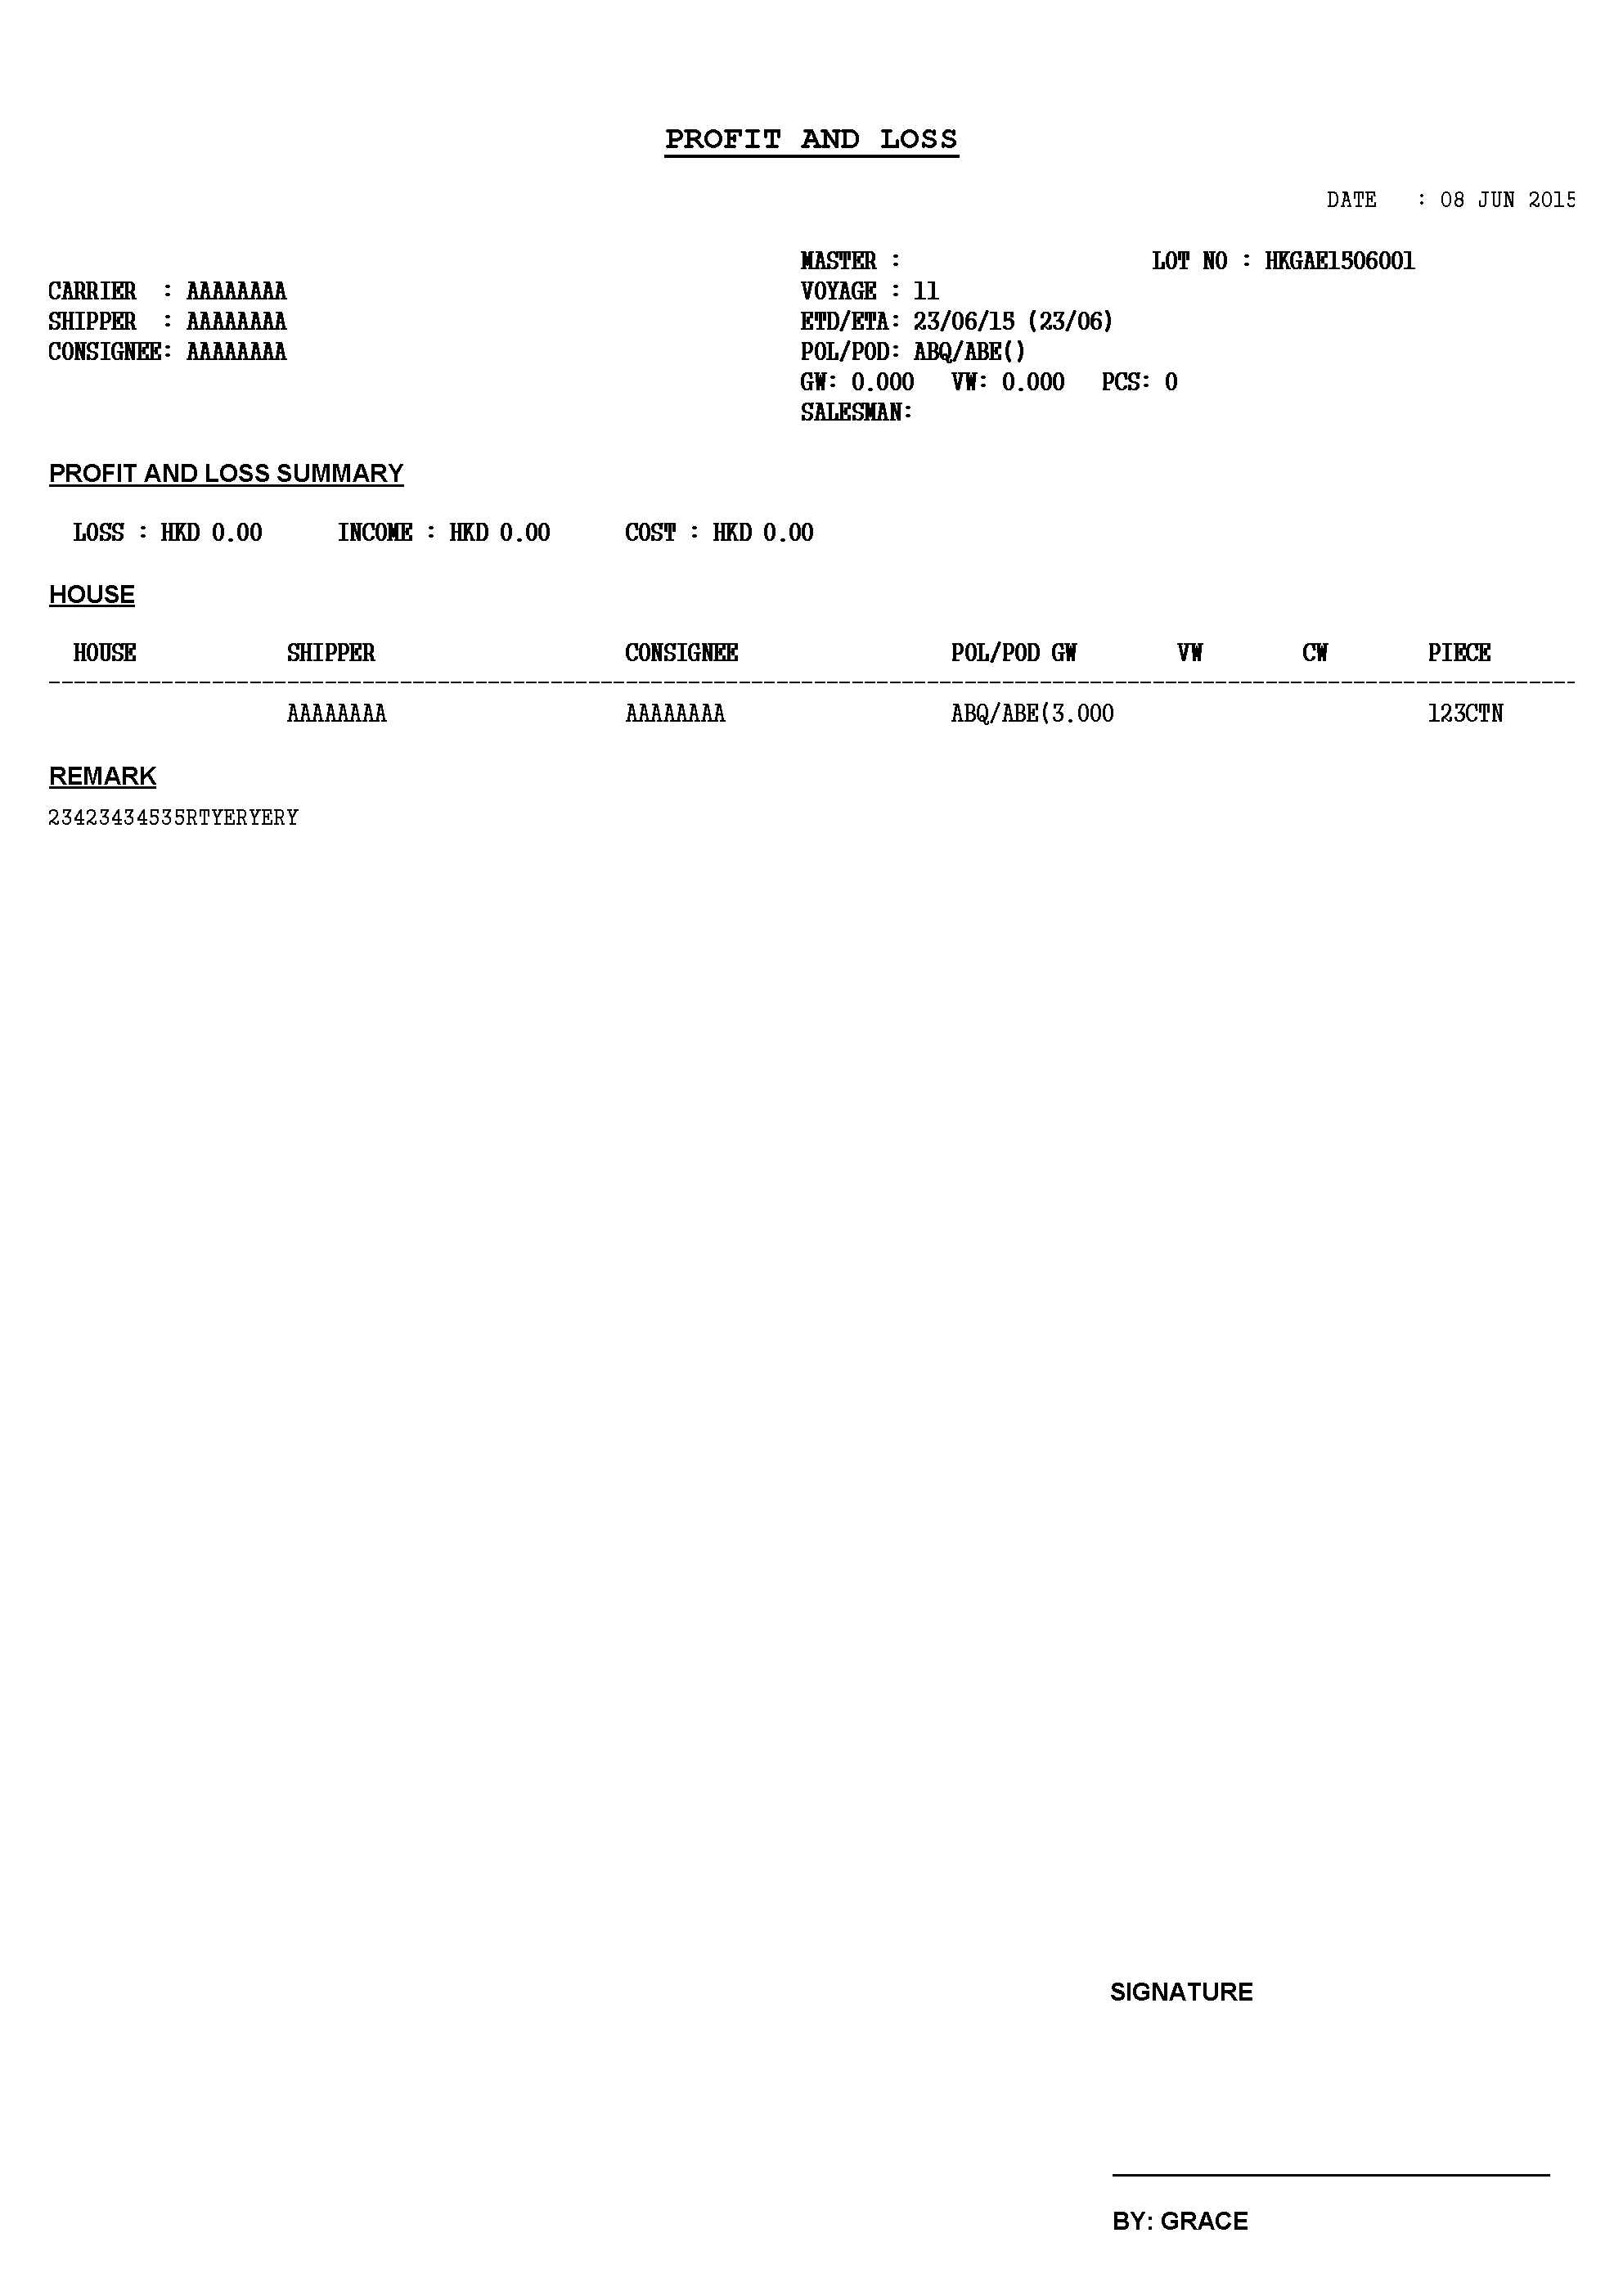 PROFIT AND LOSS
DATE : 08 JUN 2015
MASTER : LOT NO : HKGAE1506001
CARRIER : AAAAAAAA VOYAGE : 11
SHIPPER : AAAAAAAA ETD/ETA: 23/06/15 (23/06)
CONSIGNEE: AAAAAAAA POL/POD: ABQ/ABE()
GW: 0.000 VW: 0.000 PCS: 0
SALESMAN:
PROFIT AND LOSS SUMMARY
LOSS : HKD 0.00 INCOME : HKD 0.00 COST : HKD 0.00
HOUSE
HOUSE SHIPPER CONSIGNEE POL/POD GW VW CW PIECE
AAAAAAAA AAAAAAAA ABQ/ABE(3.000 123CTN
REMARK
23423434535RTYERYERY
SIGNATURE
BY: GRACE